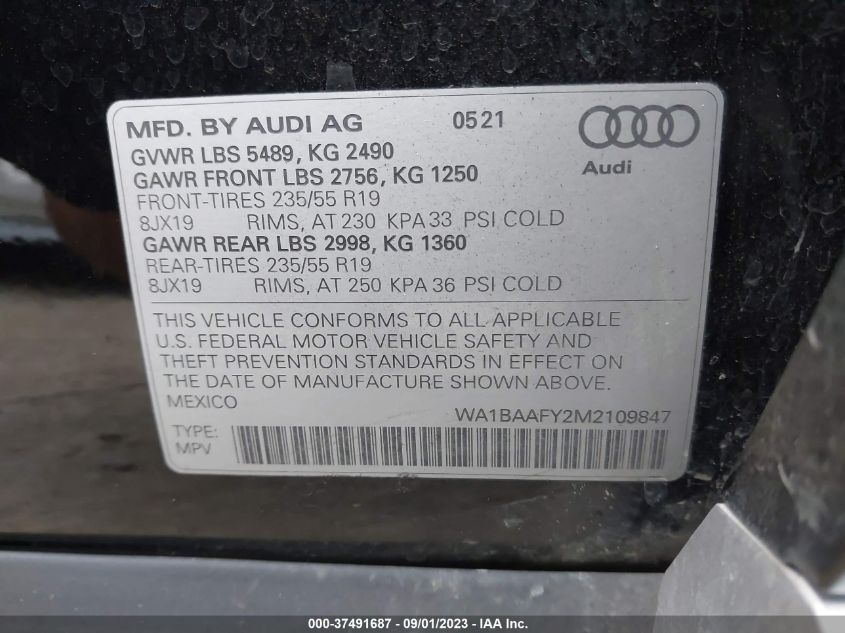 MFD. BY AUDI AG 0521
Audi
GVWR LBS 5489, KG 2490
GAWR FRONT LBS 2756, KG 1250
FRONT-TIRES 235/55 R19
8JX19 RIMS, AT 230 KPA 33 PSI COLD
GAWR REAR LBS 2998, KG 1360
REAR-TIRES 235/55 R19
8JX19 RIMS, AT 250 KPA 36 PSI COLD
THIS VEHICLE CONFORMS TO ALL APPLICABLE
U.S. FEDERAL MOTOR VEHICLE SAFETY AND
THEFT PREVENTION STANDARDS IN EFFECT ON
THE DATE OF MANUFACTURE SHOWN ABOVE.
MEXICO
WA1BAAFY2M2109847
TYPE:
MPV
000-37491687 - 09/01/2023 - WWW.IAAI.COM - COPYRIGHT IAA, INC.